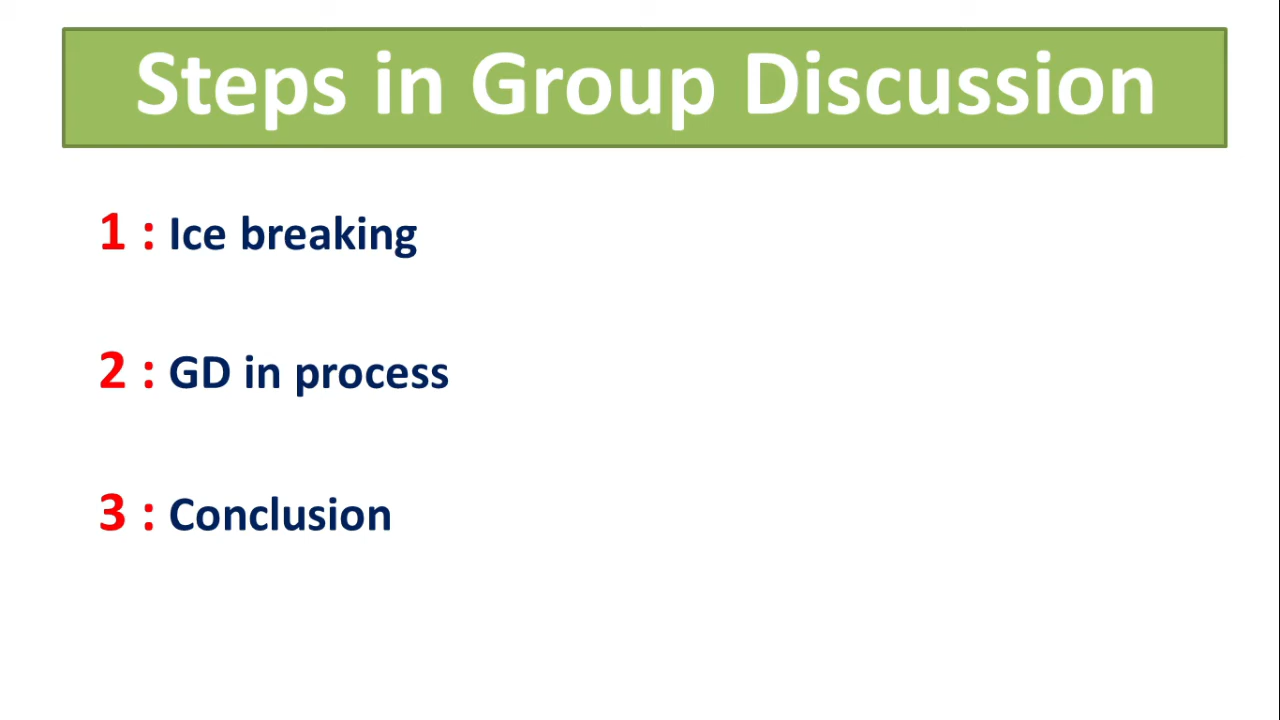 Steps in Group Discussion
1 : Ice breaking
2 : GD in process
3 : Conclusion